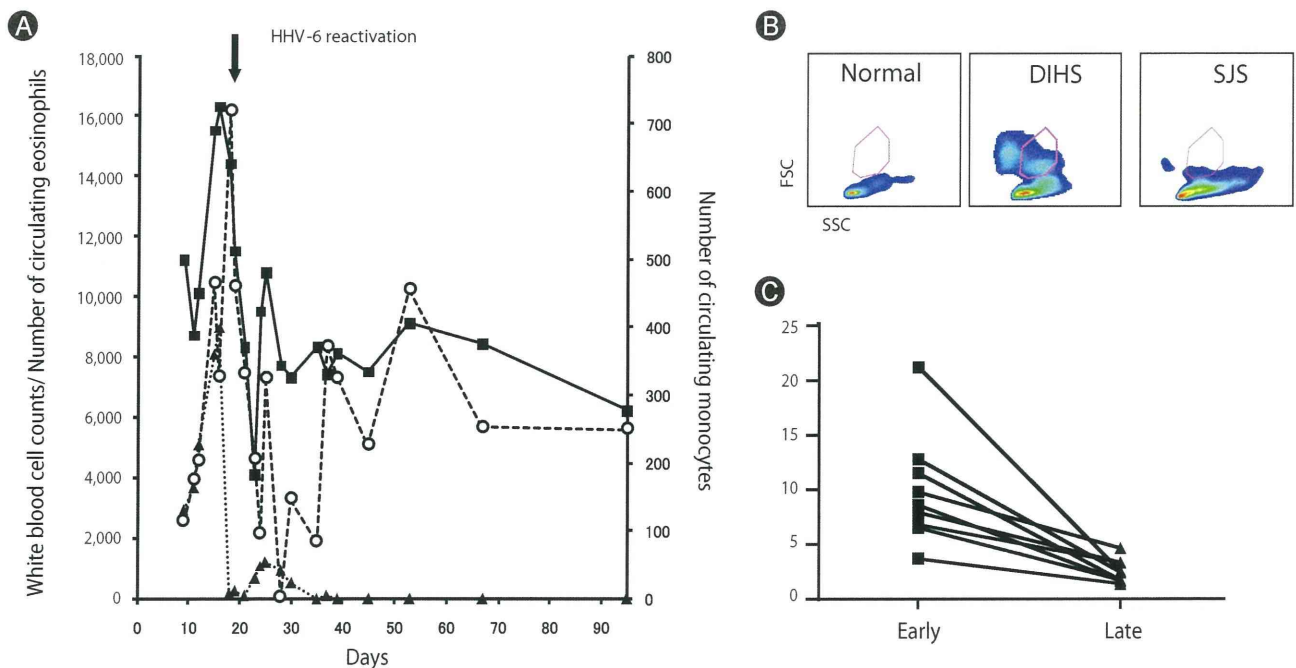 A
HHV-6 reactivation
White blood cell counts/ Number of circulating eosinophils
18,000
16,000
14,000
12,000
10,000
8,000
6,000
4,000
2,000
0
800
700
600
500
400
300
200
100
0
Number of circulating monocytes
0 10 20 30 40 50 60 70 80 90
Days
B
Normal DIHS SJS
FSC
SSC
C
25
20
15
10
5
0
Early Late